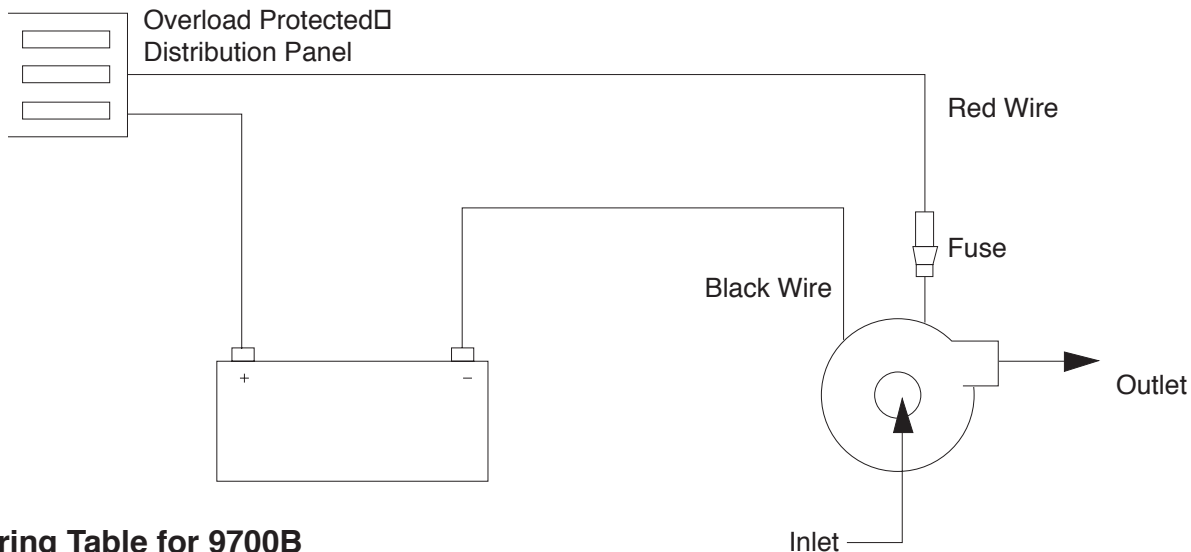 Overload Protected□
Distribution Panel
Red Wire
Fuse
Black Wire
+ −
Outlet
Inlet
ring Table for 9700B